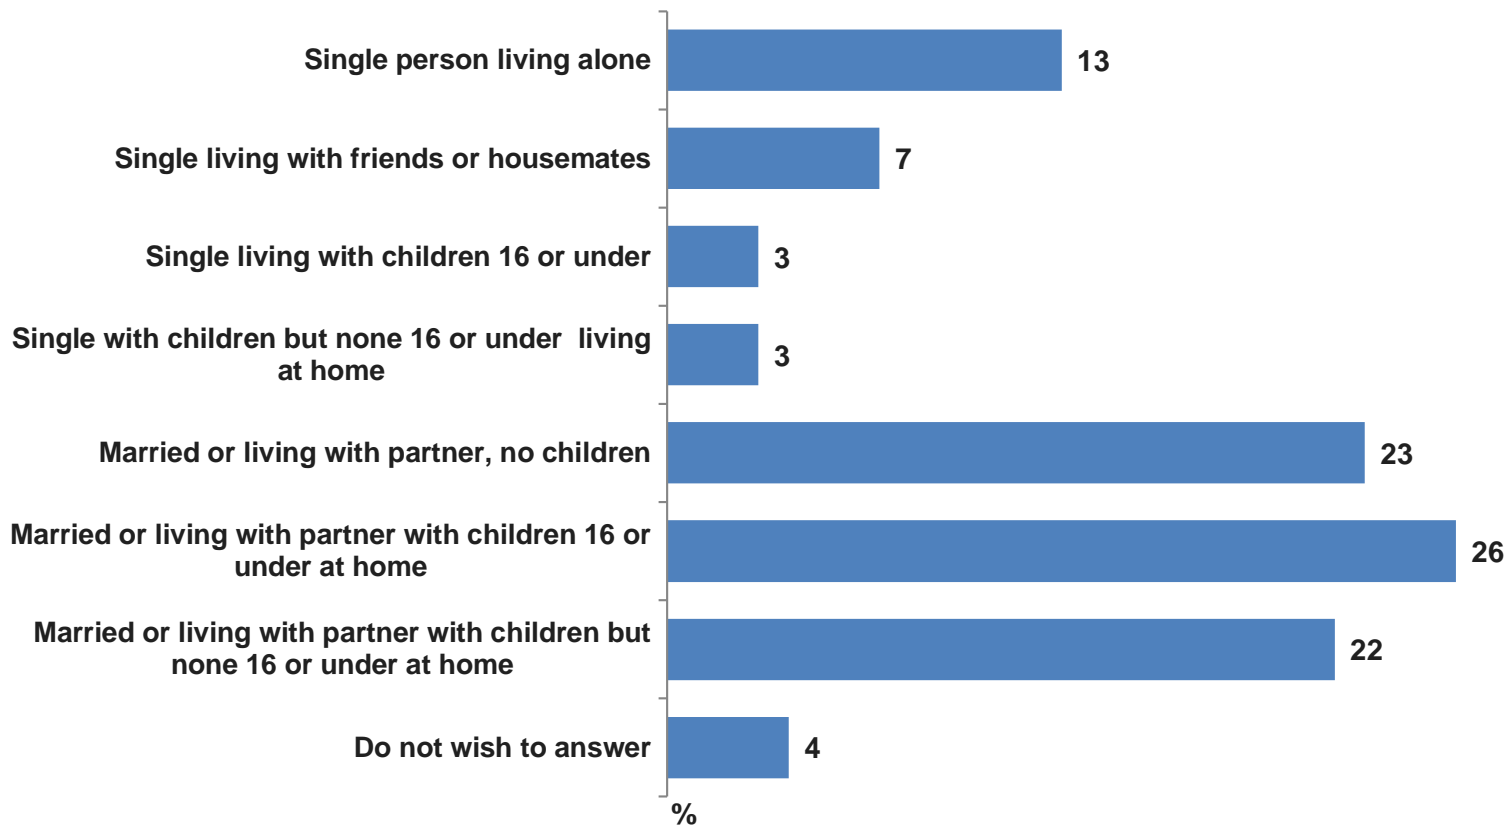 Single person living alone
13
Single living with friends or housemates
7
Single living with children 16 or under
3
Single with children but none 16 or under  living
at home
3
Married or living with partner, no children
23
Married or living with partner with children 16 or
under at home
26
Married or living with partner with children but
none 16 or under at home
22
Do not wish to answer
4
%